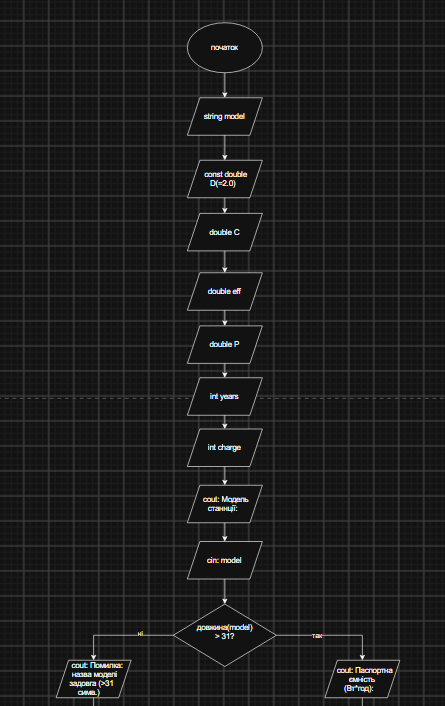 початок
string model
const double
D(=2.0)
double C
double eff
double P
int years
int charge
cout: Модель
станнції:
cin: model
довжина(model)
> 31?
ні
так
cout: Помилка:
назва моделі
задовга (>31
симв.)
cout: Паспортна
ємність
(Вт*год):